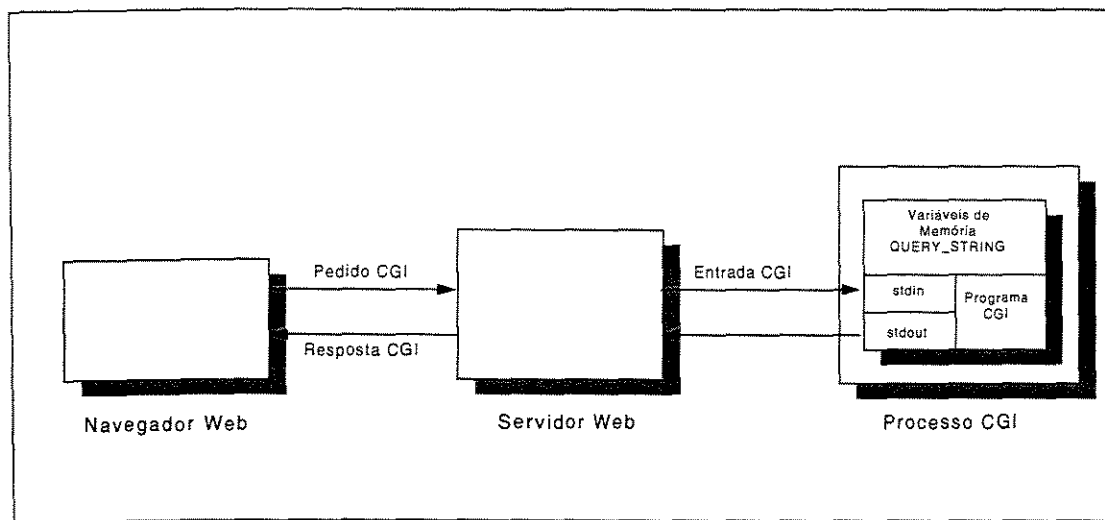 Variáveis de
Memória
QUERY_STRING
Pedido CGI
Entrada CGI
stdin
Programa
CGI
stdout
Resposta CGI
Navegador Web
Servidor Web
Processo CGI